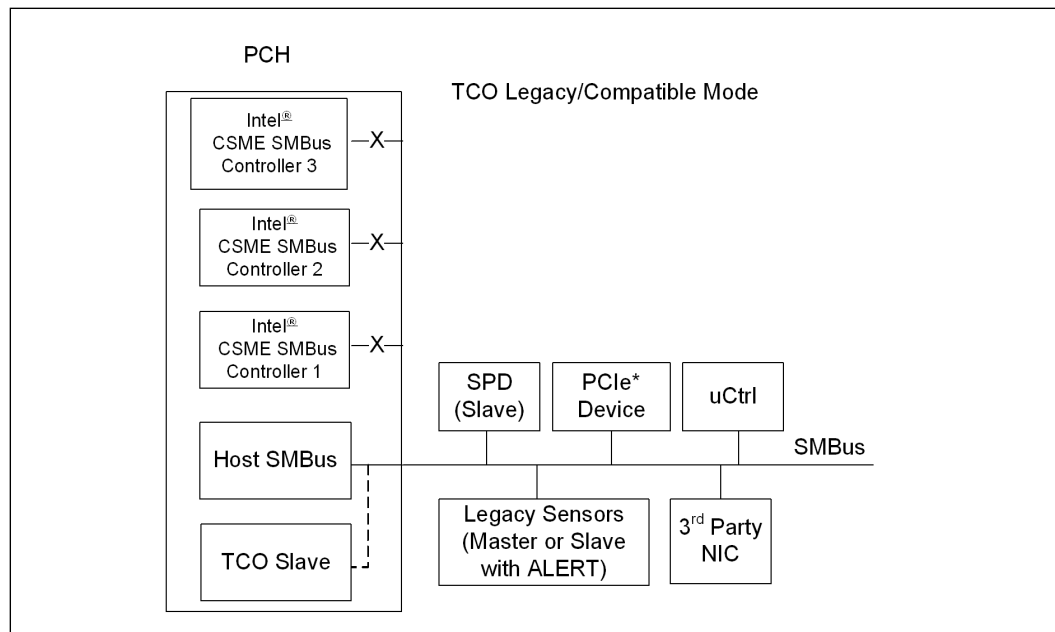 PCH
TCO Legacy/Compatible Mode
Intel®
CSME SMBus
Controller 3
X
Intel®
CSME SMBus
Controller 2
X
Intel®
CSME SMBus
Controller 1
X
SPD
(Slave)
PCIe*
Device
uCtrl
Host SMBus
SMBus
Legacy Sensors
(Master or Slave
with ALERT)
3rd Party
NIC
TCO Slave